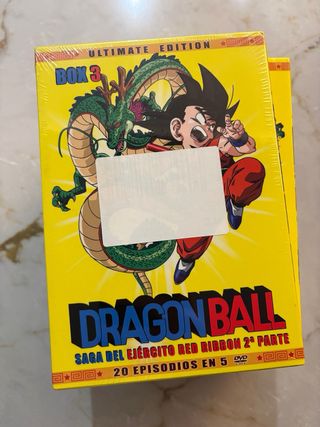 ULTIMATE EDITION
BOX 3
DRAGON BALL
SAGA DEL EJÉRCITO RED RIBBON 2ª PARTE
20 EPISODIOS EN 5 DVD